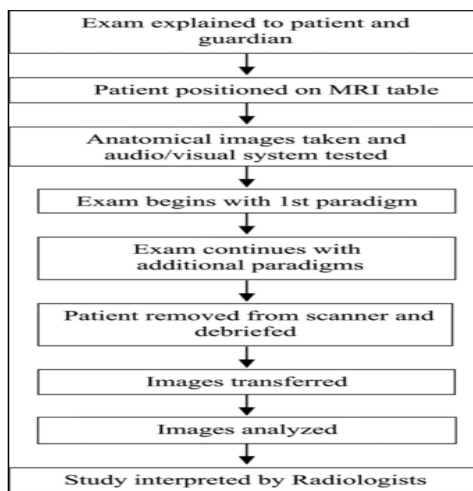 Exam explained to patient and
guardian
Patient positioned on MRI table
Anatomical images taken and
audio/visual system tested
Exam begins with 1st paradigm
Exam continues with
additional paradigms
Patient removed from scanner and
debriefed
Images transferred
Images analyzed
Study interpreted by Radiologists